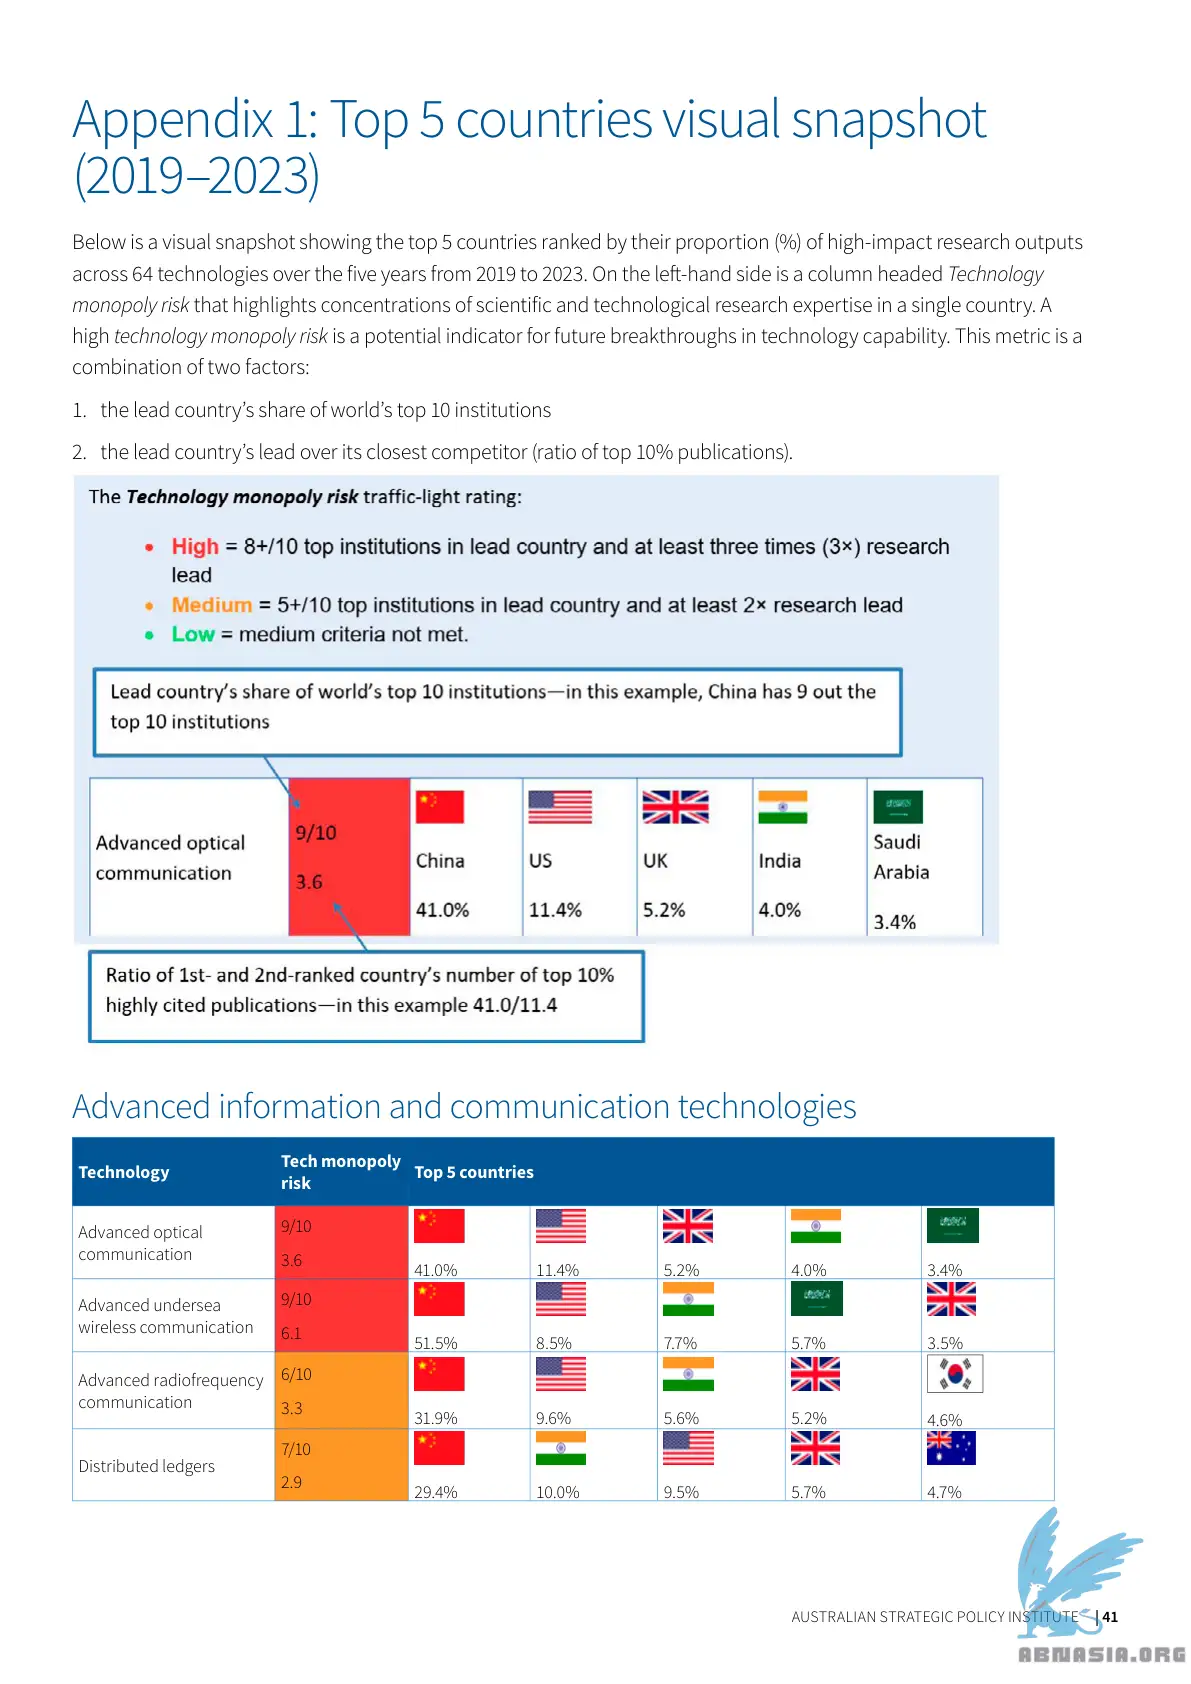 Appendix 1: Top 5 countries visual snapshot
(2019–2023)
Below is a visual snapshot showing the top 5 countries ranked by their proportion (%) of high-impact research outputs
across 64 technologies over the five years from 2019 to 2023. On the left-hand side is a column headed Technology
monopoly risk that highlights concentrations of scientific and technological research expertise in a single country. A
high technology monopoly risk is a potential indicator for future breakthroughs in technology capability. This metric is a
combination of two factors:
1. the lead country's share of world's top 10 institutions
2. the lead country's lead over its closest competitor (ratio of top 10% publications).
The Technology monopoly risk traffic-light rating:
• High = 8+/10 top institutions in lead country and at least three times (3×) research
lead
• Medium = 5+/10 top institutions in lead country and at least 2× research lead
• Low = medium criteria not met.
Lead country's share of world's top 10 institutions—in this example, China has 9 out the
top 10 institutions
Advanced optical
communication
9/10
3.6
China
41.0%
US
11.4%
UK
5.2%
India
4.0%
Saudi
Arabia
3.4%
Ratio of 1st- and 2nd-ranked country's number of top 10%
highly cited publications—in this example 41.0/11.4
Advanced information and communication technologies
Technology
Tech monopoly
risk
Top 5 countries
Advanced optical
communication
9/10
3.6
41.0% 11.4% 5.2% 4.0% 3.4%
Advanced undersea
wireless communication
9/10
6.1
51.5% 8.5% 7.7% 5.7% 3.5%
Advanced radiofrequency
communication
6/10
3.3
31.9% 9.6% 5.6% 5.2% 4.6%
Distributed ledgers
7/10
2.9
29.4% 10.0% 9.5% 5.7% 4.7%
AUSTRALIAN STRATEGIC POLICY INSTITUTE | 41
ABNASIA.ORG